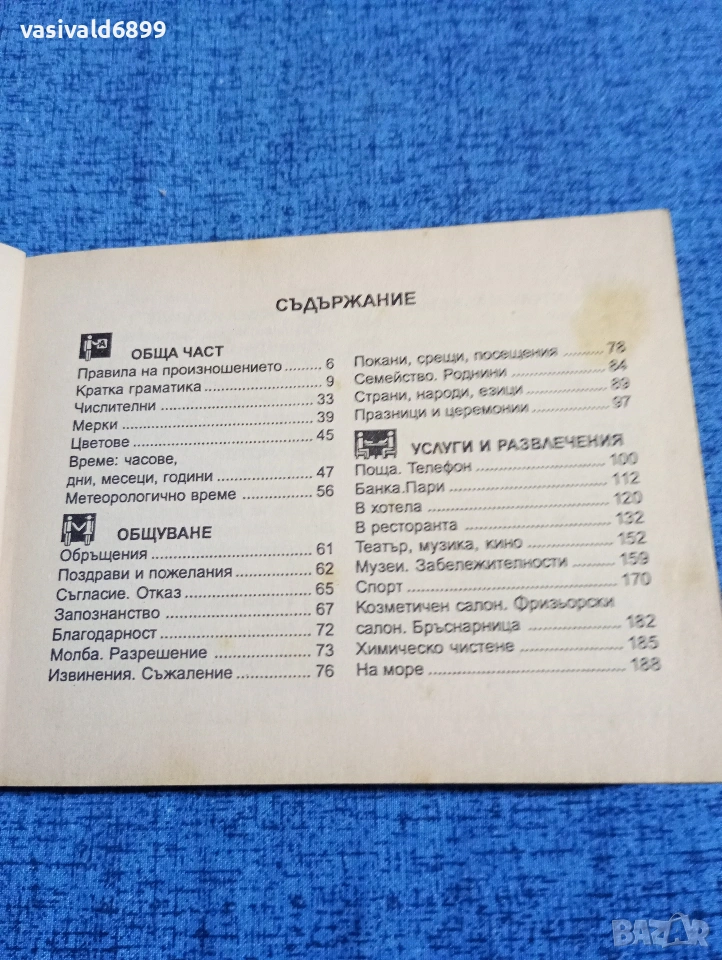 vasivald6899
СЪДЪРЖАНИЕ
ОБЩА ЧАСТ
Правила на произношението ......... 6
Кратка граматика ..................... 9
Числителни ......................... 33
Мерки ............................... 39
Цветове ............................. 45
Време: часове,
дни, месеци, години ................ 47
Метеорологично време ............. 56
ОБЩУВАНЕ
Обръщения ......................... 61
Поздрави и пожелания ............. 62
Съгласие. Отказ .................... 65
Запознанство ....................... 67
Благодарност ....................... 72
Молба. Разрешение ................ 73
Извинения. Съжаление ............. 76
Покани, срещи, посещения .......... 78
Семейство. Роднини ................ 84
Страни, народи, езици .............. 89
Празници и церемонии ............. 97
УСЛУГИ И РАЗВЛЕЧЕНИЯ
Поща. Телефон .................... 100
Банка.Пари ........................ 112
В хотела ........................... 120
В ресторанта ...................... 132
Театър, музика, кино .............. 152
Музеи. Забележителности ......... 159
Спорт .............................. 170
Козметичен салон. Фризьорски
салон. Бръснарница ............... 182
Химическо чистене ................ 185
На море ........................... 188
BAZAR